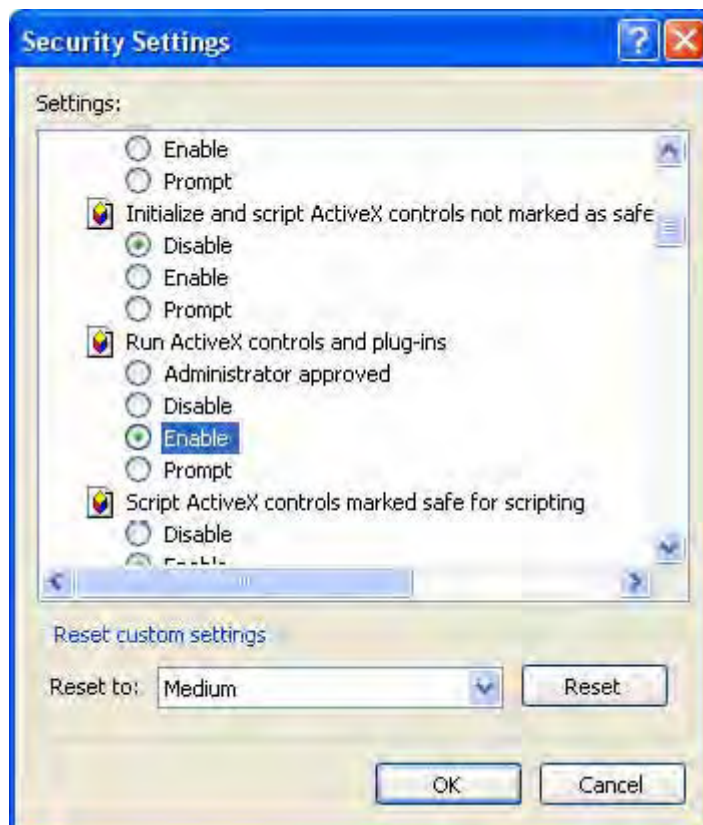 Security Settings
Settings:
Enable
Prompt
Initialize and script ActiveX controls not marked as safe
Disable
Enable
Prompt
Run ActiveX controls and plug-ins
Administrator approved
Disable
Enable
Prompt
Script ActiveX controls marked safe for scripting
Disable
Enable
Reset custom settings
Reset to: Medium Reset
OK Cancel